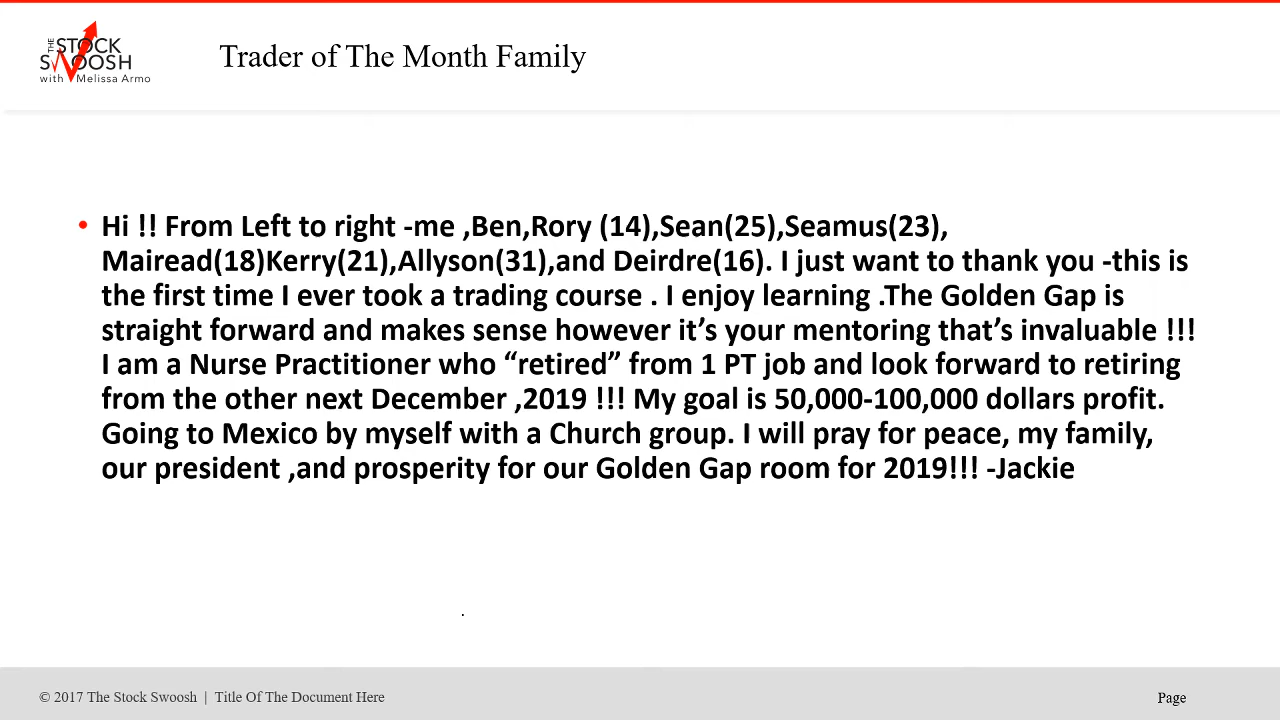 THE STOCK
SWOOSH
with Melissa Armo
Trader of The Month Family
• Hi !! From Left to right -me ,Ben,Rory (14),Sean(25),Seamus(23),
Mairead(18)Kerry(21),Allyson(31),and Deirdre(16). I just want to thank you -this is
the first time I ever took a trading course . I enjoy learning .The Golden Gap is
straight forward and makes sense however it’s your mentoring that’s invaluable !!!
I am a Nurse Practitioner who “retired” from 1 PT job and look forward to retiring
from the other next December ,2019 !!! My goal is 50,000-100,000 dollars profit.
Going to Mexico by myself with a Church group. I will pray for peace, my family,
our president ,and prosperity for our Golden Gap room for 2019!!! -Jackie
.
© 2017 The Stock Swoosh | Title Of The Document Here
Page